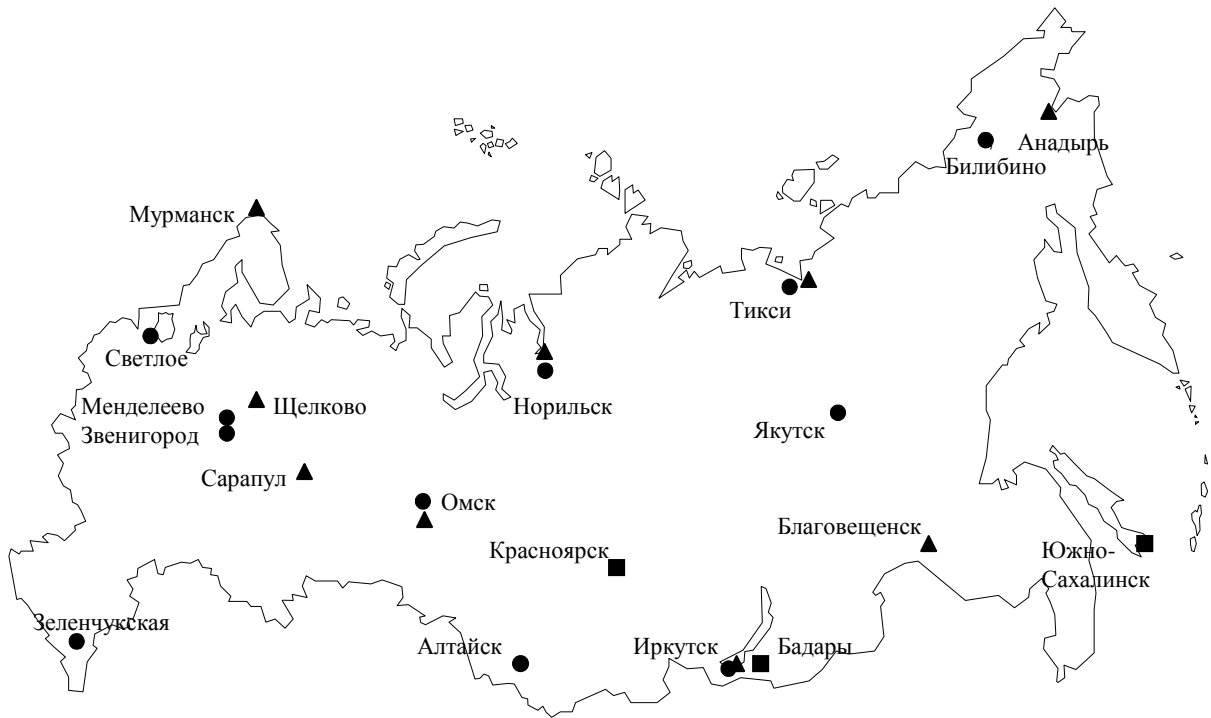 Анадырь
Билибино
Мурманск
Тикси
Светлое
Менделеево
Щелково
Норильск
Звенигород
Якутск
Сарапул
Омск
Благовещенск
Красноярск
Южно-
Сахалинск
Зеленчукская
Алтайск
Иркутск
Бадары